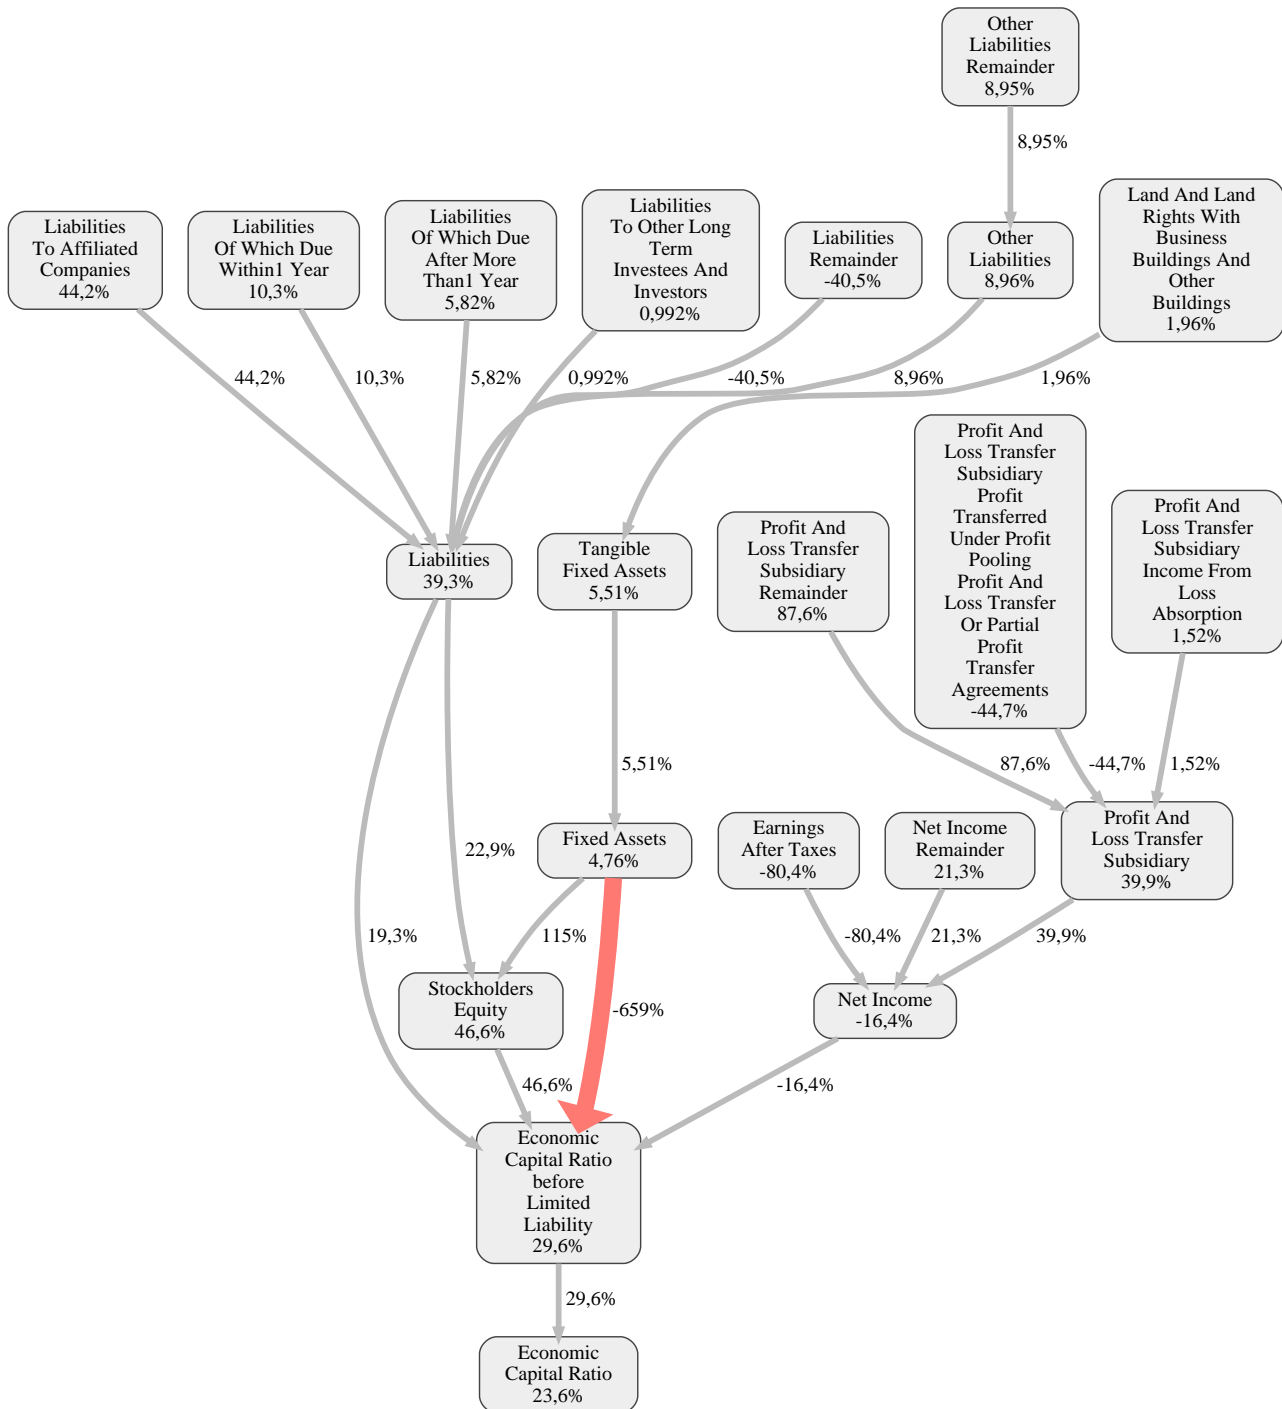 Other
Liabilities
Remainder
8,95%
8,95%
Liabilities
To Affiliated
Companies
44,2%
Liabilities
Of Which Due
Within1 Year
10,3%
Liabilities
Of Which Due
After More
Than1 Year
5,82%
Liabilities
To Other Long
Term
Investees And
Investors
0,992%
Liabilities
Remainder
-40,5%
Other
Liabilities
8,96%
Land And Land
Rights With
Business
Buildings And
Other
Buildings
1,96%
44,2%
10,3%
5,82%
0,992%
-40,5%
8,96%
1,96%
Liabilities
39,3%
Tangible
Fixed Assets
5,51%
Profit And
Loss Transfer
Subsidiary
Remainder
87,6%
Profit And
Loss Transfer
Subsidiary
Profit
Transferred
Under Profit
Pooling
Profit And
Loss Transfer
Or Partial
Profit
Transfer
Agreements
-44,7%
Profit And
Loss Transfer
Subsidiary
Income From
Loss
Absorption
1,52%
5,51%
87,6%
-44,7%
1,52%
Fixed Assets
4,76%
Earnings
After Taxes
-80,4%
Net Income
Remainder
21,3%
Profit And
Loss Transfer
Subsidiary
39,9%
22,9%
19,3%
115%
-80,4%
21,3%
39,9%
Stockholders
Equity
46,6%
-659%
Net Income
-16,4%
46,6%
-16,4%
Economic
Capital Ratio
before
Limited
Liability
29,6%
29,6%
Economic
Capital Ratio
23,6%